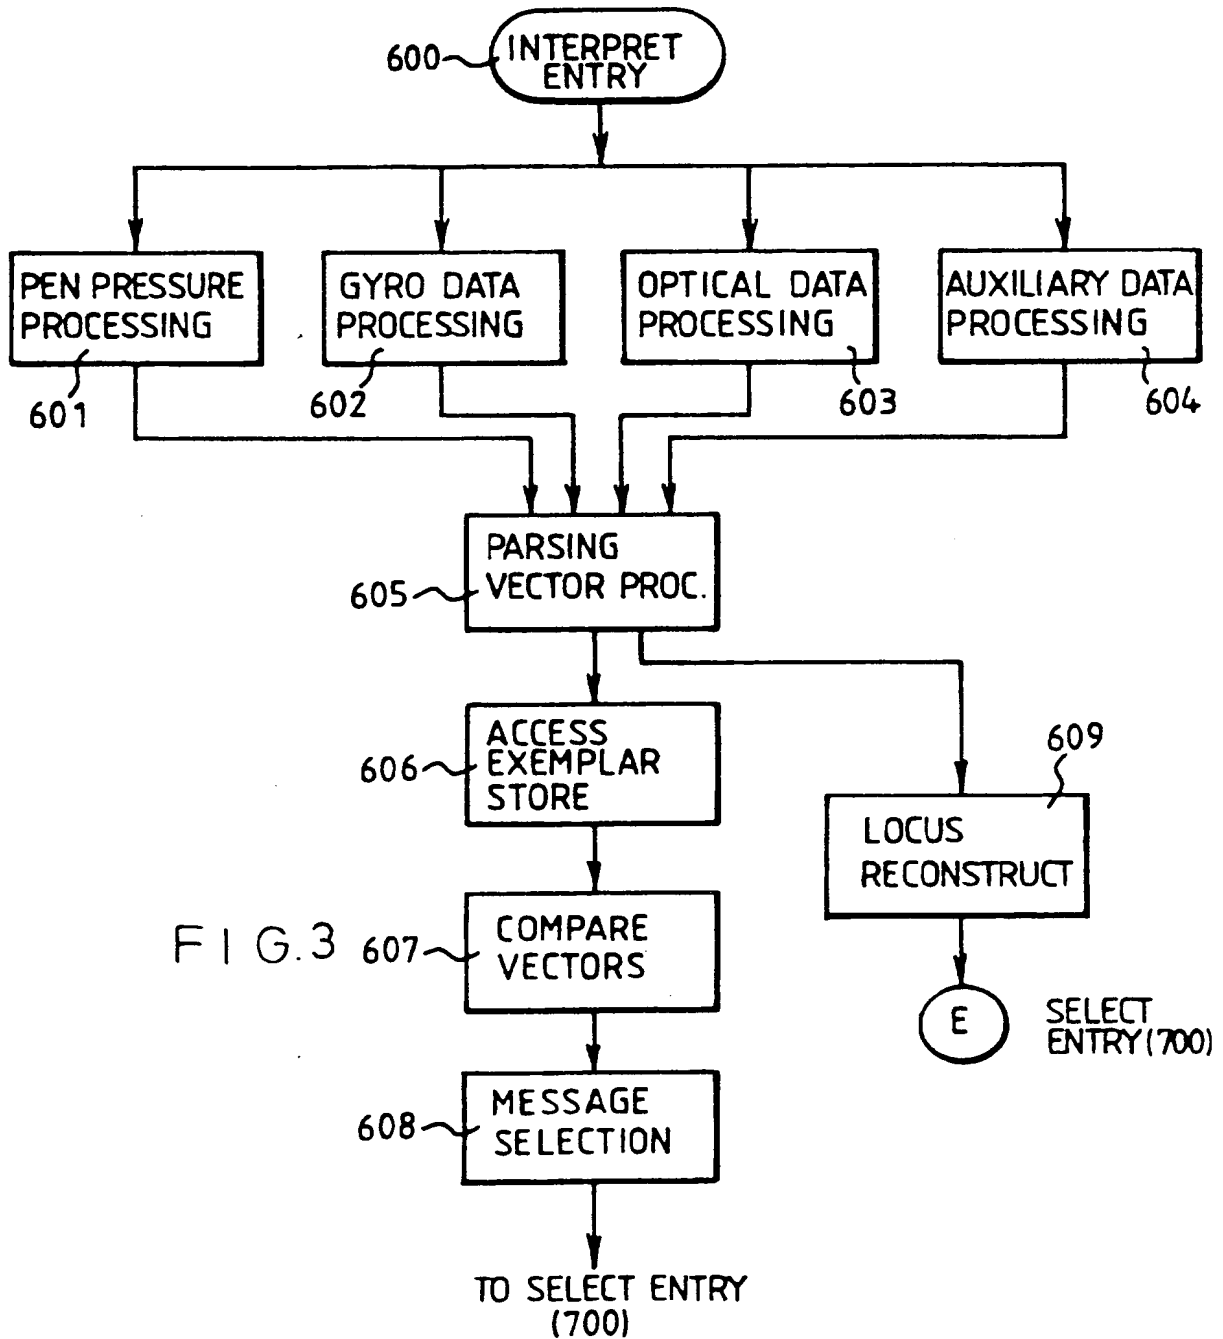 600
INTERPRET
ENTRY
PEN PRESSURE
PROCESSING
601
GYRO DATA
PROCESSING
602
OPTICAL DATA
PROCESSING
603
AUXILIARY DATA
PROCESSING
604
605
PARSING
VECTOR PROC.
606
ACCESS
EXEMPLAR
STORE
609
LOCUS
RECONSTRUCT
FIG.3
607
COMPARE
VECTORS
E
SELECT
ENTRY (700)
608
MESSAGE
SELECTION
TO SELECT ENTRY
(700)